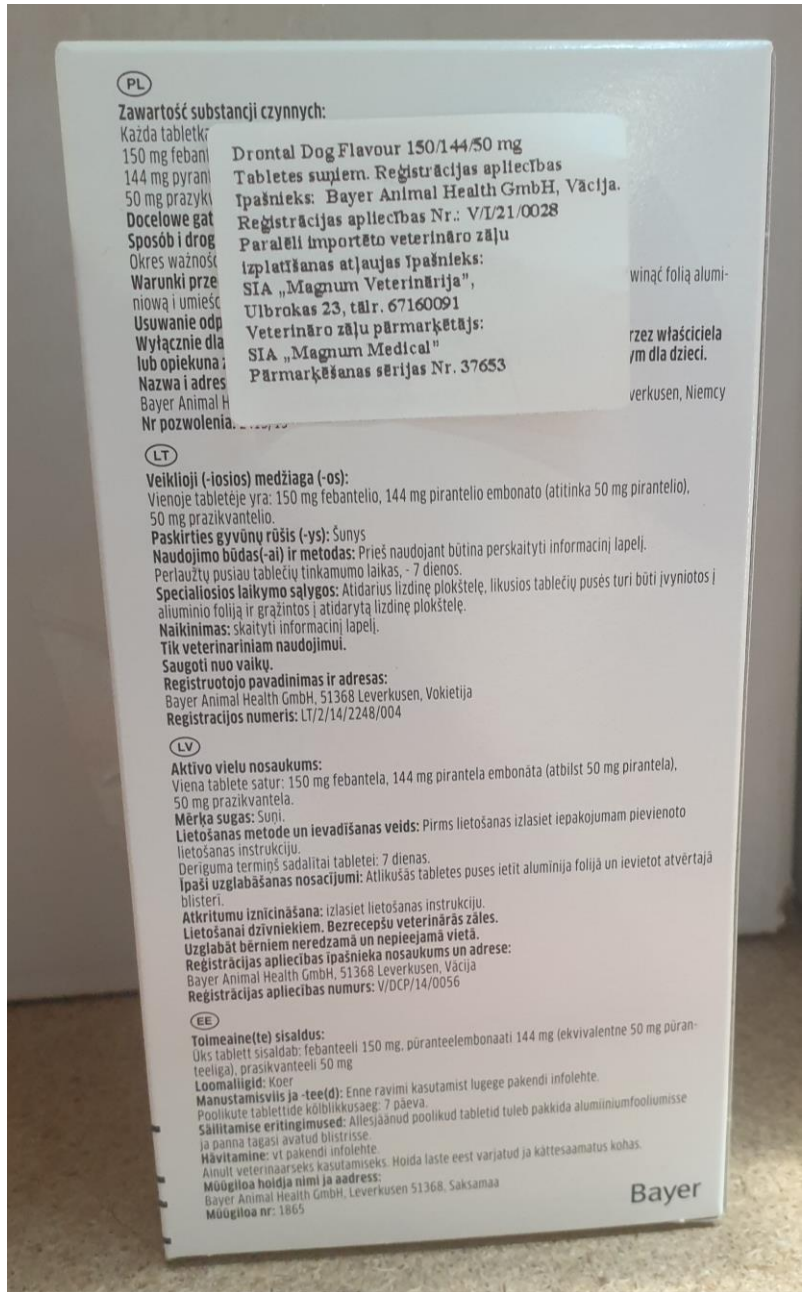 PL
Zawartość substancji czynnych:
Każda tabletk
150 mg feban
144 mg pyran
50 mg prazyk
Docelowe gat
Sposób i drog
Okres ważnoś
Warunki prze
niową i umieś
Usuwanie odp
Wyłącznie dla
lub opiekuna
Nazwa i adres
Bayer Animal H
Nr pozwolenia.
Drontal Dog Flavour 150/144/50 mg
Tabletes suņiem. Reģistrācijas apliecības
īpašnieks: Bayer Animal Health GmbH, Vācija.
Reģistrācijas apliecības Nr.: V/I/21/0028
Paralēli importēto veterināro zāļu
izplatīšanas atļaujas īpašnieks:
SIA „Magnum Veterinārija”,
Ulbrokas 23, tālr. 67160091
Veterināro zāļu pārmarķētājs:
SIA „Magnum Medical”
Pārmarķēšanas sērijas Nr. 37653
winąć folią alumi-
rzez właściciela
ym dla dzieci.
verkusen, Niemcy
LT
Veiklioji (-iosios) medžiaga (-os):
Vienoje tabletėje yra: 150 mg febantelio, 144 mg pirantelio embonato (atitinka 50 mg pirantelio),
50 mg prazikvantelio.
Paskirties gyvūnų rūšis (-ys): Šunys
Naudojimo būdas(-ai) ir metodas: Prieš naudojant būtina perskaityti informacinį lapelį.
Perlaužtų pusiau tablečių tinkamumo laikas, - 7 dienos.
Specialiosios laikymo sąlygos: Atidarius lizdinę plokštelę, likusios tablečių pusės turi būti įvyniotos į
aliuminio foliją ir grąžintos į atidarytą lizdinę plokštelę.
Naikinimas: skaityti informacinį lapelį.
Tik veterinariniam naudojimui.
Saugoti nuo vaikų.
Registruotojo pavadinimas ir adresas:
Bayer Animal Health GmbH, 51368 Leverkusen, Vokietija
Registracijos numeris: LT/2/14/2248/004
LV
Aktīvo vielu nosaukums:
Viena tablete satur: 150 mg febantela, 144 mg pirantela embonāta (atbilst 50 mg pirantela),
50 mg prazikvantela.
Mērķa sugas: Suņi.
Lietošanas metode un ievadīšanas veids: Pirms lietošanas izlasiet iepakojumam pievienoto
lietošanas instrukciju.
Derīguma termiņš sadalītai tabletei: 7 dienas.
Īpaši uzglabāšanas nosacījumi: Atlikušās tabletes puses ietīt alumīnija folijā un ievietot atvērtajā
blisterī.
Atkritumu iznīcināšana: izlasiet lietošanas instrukciju.
Lietošanai dzīvniekiem. Bezrecepšu veterinārās zāles.
Uzglabāt bērniem neredzamā un nepieejamā vietā.
Reģistrācijas apliecības īpašnieka nosaukums un adrese:
Bayer Animal Health GmbH, 51368 Leverkusen, Vācija
Reģistrācijas apliecības numurs: V/DCP/14/0056
EE
Toimeaine(te) sisaldus:
Üks tablett sisaldab: febanteeli 150 mg, püranteelembonaati 144 mg (ekvivalentne 50 mg püran-
teeliga), prasikvanteeli 50 mg
Loomaliigid: Koer
Manustamisviis ja -tee(d): Enne ravimi kasutamist lugege pakendi infolehte.
Poolikute tablettide kõlblikkusaeg: 7 päeva.
Säilitamise eritingimused: Allesjäänud poolikud tabletid tuleb pakkida alumiiniumfooliumisse
ja panna tagasi avatud blistrisse.
Hävitamine: vt pakendi infolehte.
Ainult veterinaarseks kasutamiseks. Hoida laste eest varjatud ja kättesaamatus kohas.
Müügiloa hoidja nimi ja aadress:
Bayer Animal Health GmbH, Leverkusen 51368, Saksamaa
Müügiloa nr: 1865
Bayer